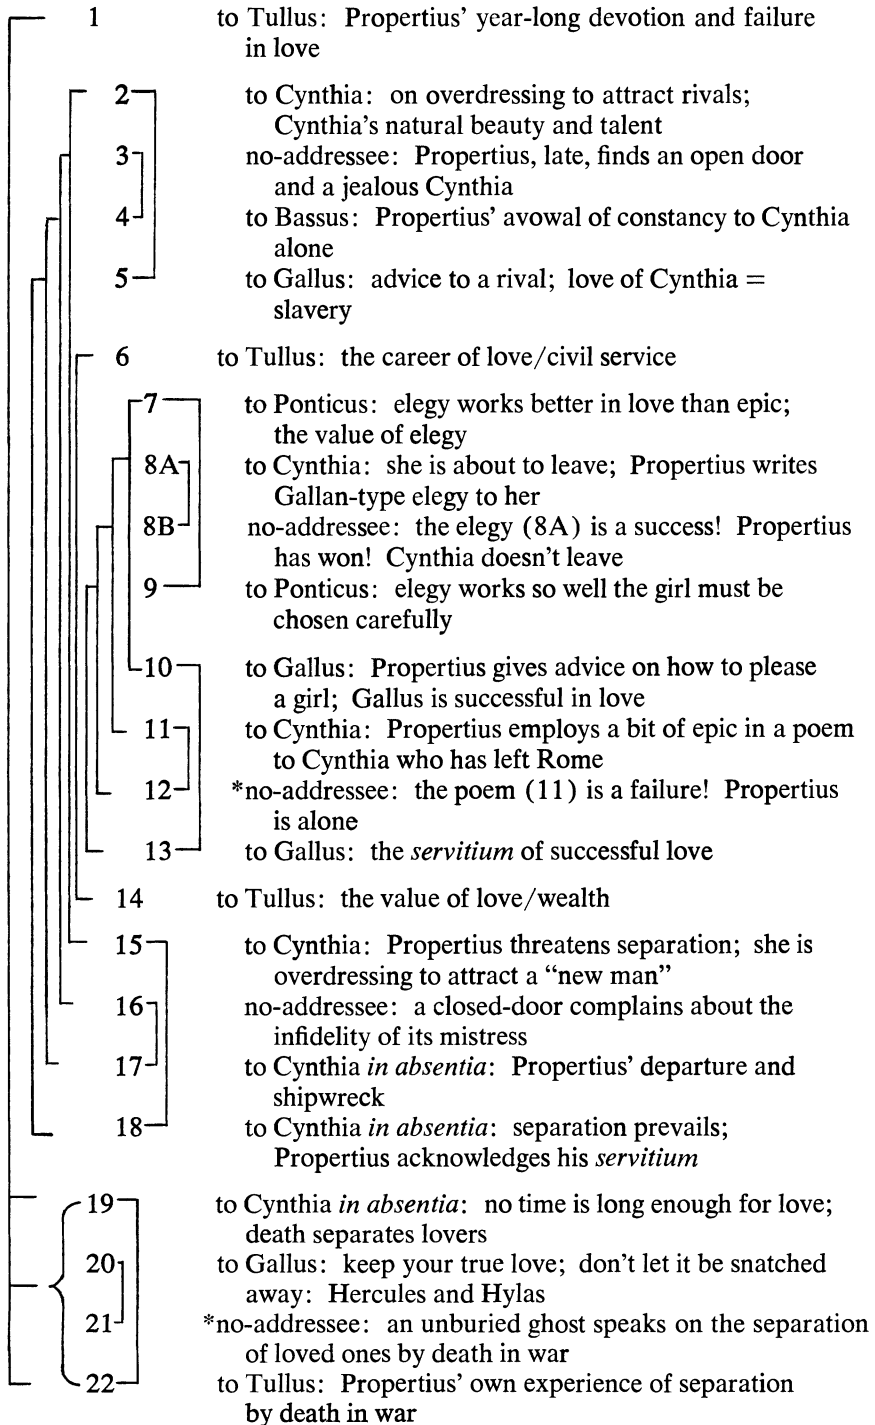 1 to Tullus: Propertius' year-long devotion and failure
in love
2 to Cynthia: on overdressing to attract rivals;
Cynthia's natural beauty and talent
3 no-addressee: Propertius, late, finds an open door
and a jealous Cynthia
4 to Bassus: Propertius' avowal of constancy to Cynthia
alone
5 to Gallus: advice to a rival; love of Cynthia =
slavery
6 to Tullus: the career of love/civil service
7 to Ponticus: elegy works better in love than epic;
the value of elegy
8A to Cynthia: she is about to leave; Propertius writes
Gallan-type elegy to her
8B no-addressee: the elegy (8A) is a success! Propertius
has won! Cynthia doesn't leave
9 to Ponticus: elegy works so well the girl must be
chosen carefully
10 to Gallus: Propertius gives advice on how to please
a girl; Gallus is successful in love
11 to Cynthia: Propertius employs a bit of epic in a poem
to Cynthia who has left Rome
12 *no-addressee: the poem (11) is a failure! Propertius
is alone
13 to Gallus: the servitium of successful love
14 to Tullus: the value of love/wealth
15 to Cynthia: Propertius threatens separation; she is
overdressing to attract a “new man”
16 no-addressee: a closed-door complains about the
infidelity of its mistress
17 to Cynthia in absentia: Propertius' departure and
shipwreck
18 to Cynthia in absentia: separation prevails;
Propertius acknowledges his servitium
19 to Cynthia in absentia: no time is long enough for love;
death separates lovers
20 to Gallus: keep your true love; don't let it be snatched
away: Hercules and Hylas
21 *no-addressee: an unburied ghost speaks on the separation
of loved ones by death in war
22 to Tullus: Propertius' own experience of separation
by death in war